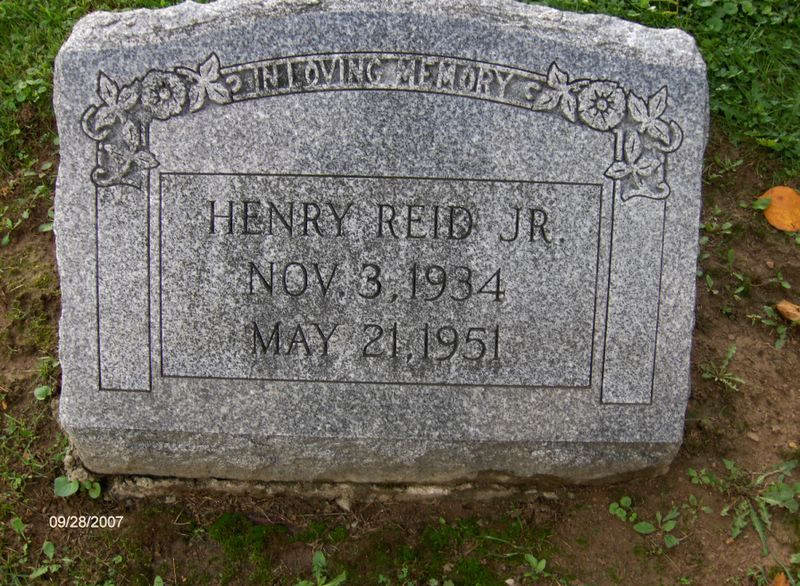 IN LOVING MEMORY
HENRY REID JR.
NOV. 3, 1934
MAY 21, 1951
09/28/2007